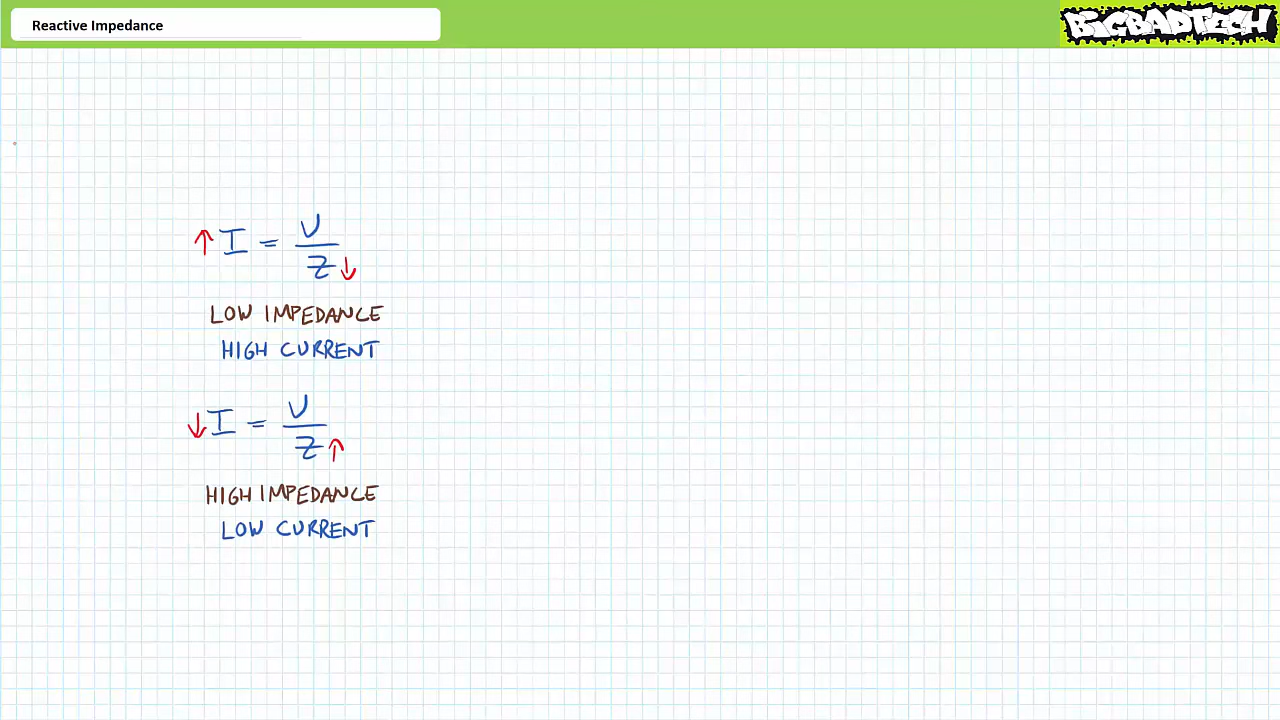 Reactive Impedance
BIGBADTECH
↑ I = V / Z ↓
LOW IMPEDANCE
HIGH CURRENT
↓ I = V / Z ↑
HIGH IMPEDANCE
LOW CURRENT